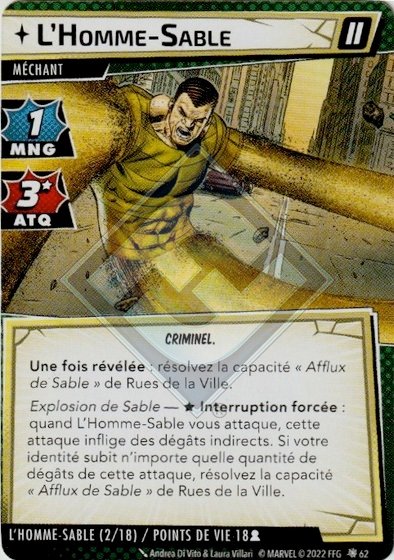 L'Homme-Sable
II
Méchant
1
MNG
3★
ATQ
CRIMINEL.
Une fois révélée : résolvez la capacité « Afflux
de Sable » de Rues de la Ville.
Explosion de Sable — ★ Interruption forcée :
quand L'Homme-Sable vous attaque, cette
attaque inflige des dégâts indirects. Si votre
identité subit n'importe quelle quantité de
dégâts de cette attaque, résolvez la capacité
« Afflux de Sable » de Rues de la Ville.
L'HOMME-SABLE (2/18) / POINTS DE VIE 18
Andrea Di Vito & Laura Villari © MARVEL © 2022 FFG 62